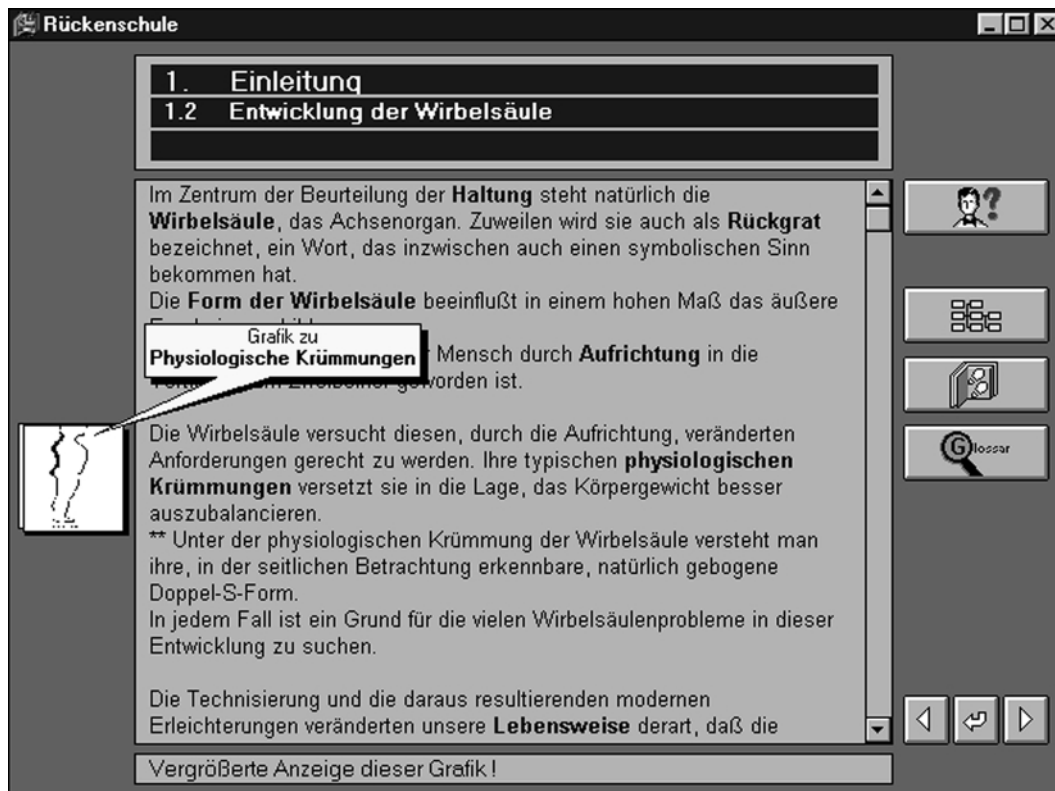 Rückenschule
1. Einleitung
1.2 Entwicklung der Wirbelsäule
Im Zentrum der Beurteilung der Haltung steht natürlich die
Wirbelsäule, das Achsenorgan. Zuweilen wird sie auch als Rückgrat
bezeichnet, ein Wort, das inzwischen auch einen symbolischen Sinn
bekommen hat.
Die Form der Wirbelsäule beeinflußt in einem hohen Maß das äußere
Grafik zu
Physiologische Krümmungen
Mensch durch Aufrichtung in die
geworden ist.
Die Wirbelsäule versucht diesen, durch die Aufrichtung, veränderten
Anforderungen gerecht zu werden. Ihre typischen physiologischen
Krümmungen versetzt sie in die Lage, das Körpergewicht besser
auszubalancieren.
** Unter der physiologischen Krümmung der Wirbelsäule versteht man
ihre, in der seitlichen Betrachtung erkennbare, natürlich gebogene
Doppel-S-Form.
In jedem Fall ist ein Grund für die vielen Wirbelsäulenprobleme in dieser
Entwicklung zu suchen.
Die Technisierung und die daraus resultierenden modernen
Erleichterungen veränderten unsere Lebensweise derart, daß die
?
Glossar
Vergrößerte Anzeige dieser Grafik !